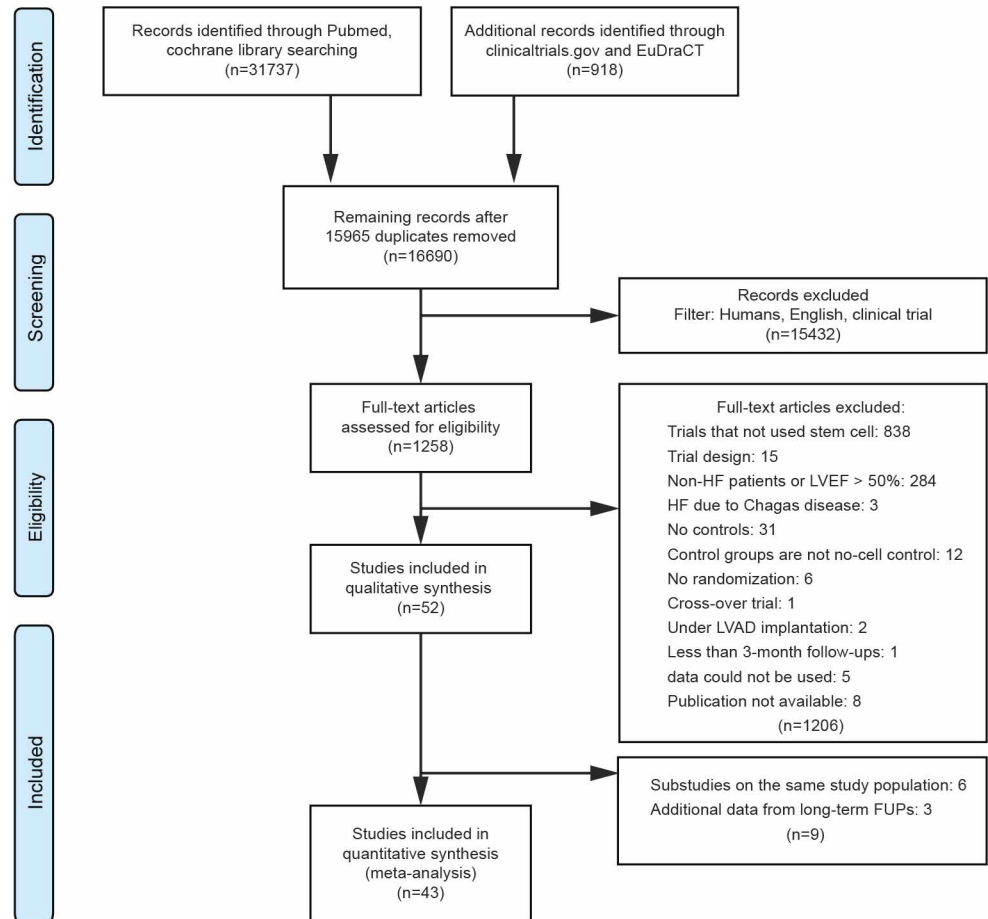 Identification
Records identified through Pubmed,
cochrane library searching
(n=31737)
Additional records identified through
clinicaltrials.gov and EuDraCT
(n=918)
Remaining records after
15965 duplicates removed
(n=16690)
Screening
Records excluded
Filter: Humans, English, clinical trial
(n=15432)
Full-text articles
assessed for eligibility
(n=1258)
Eligibility
Full-text articles excluded:
Trials that not used stem cell: 838
Trial design: 15
Non-HF patients or LVEF > 50%: 284
HF due to Chagas disease: 3
No controls: 31
Control groups are not no-cell control: 12
No randomization: 6
Cross-over trial: 1
Under LVAD implantation: 2
Less than 3-month follow-ups: 1
data could not be used: 5
Publication not available: 8
(n=1206)
Studies included in
qualitative synthesis
(n=52)
Included
Substudies on the same study population: 6
Additional data from long-term FUPs: 3
(n=9)
Studies included in
quantitative synthesis
(meta-analysis)
(n=43)